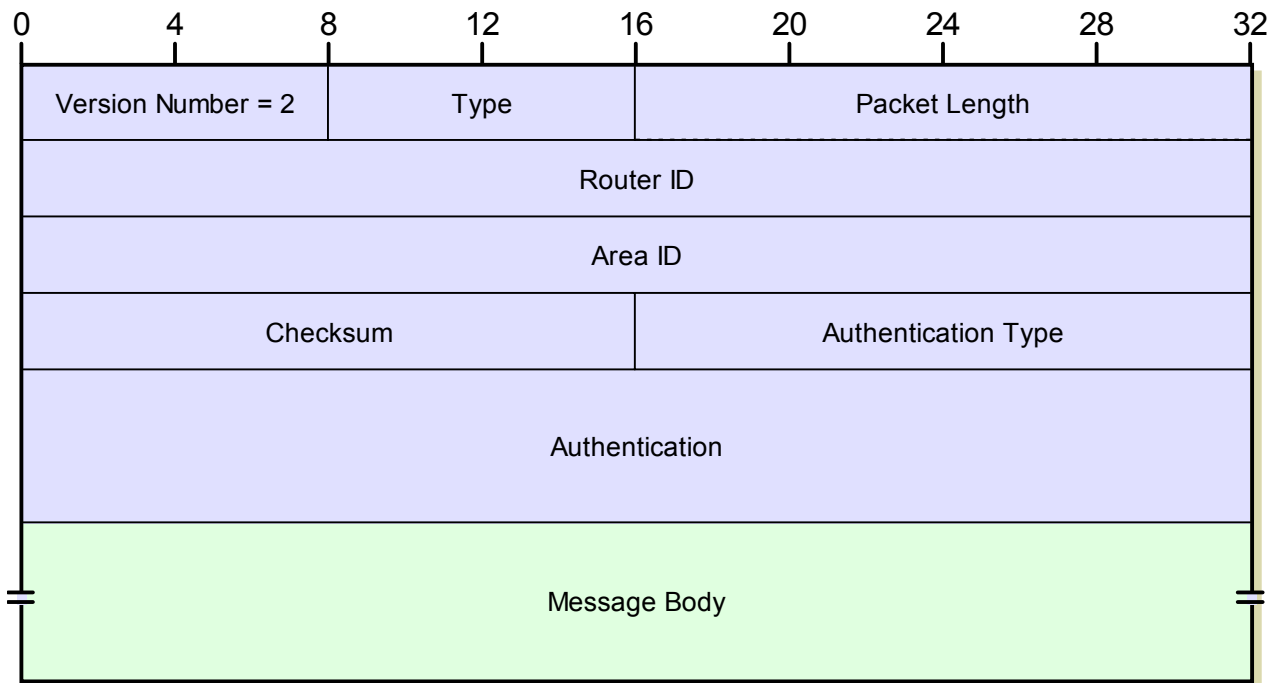 0 4 8 12 16 20 24 28 32
Version Number = 2 Type Packet Length
Router ID
Area ID
Checksum Authentication Type
Authentication
Message Body